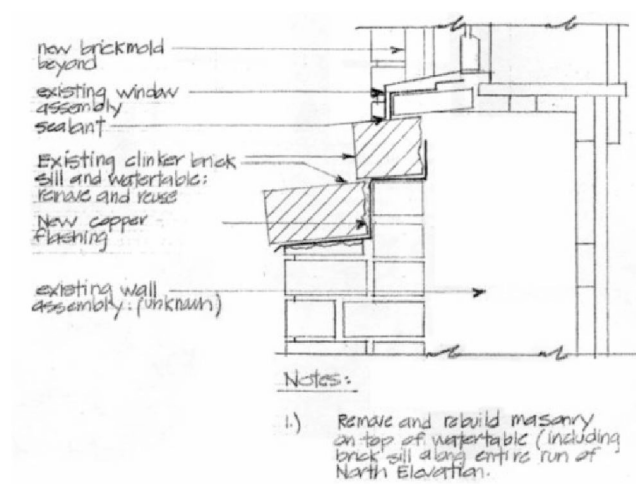 new brickmold
beyond
existing window
assembly
sealant
Existing clinker brick
sill and watertable:
remove and reuse
New copper
flashing
existing wall
assembly: (unknown)
Notes:
1.) Remove and rebuild masonry
on top of watertable (including
brick sill along entire run of
North Elevation.